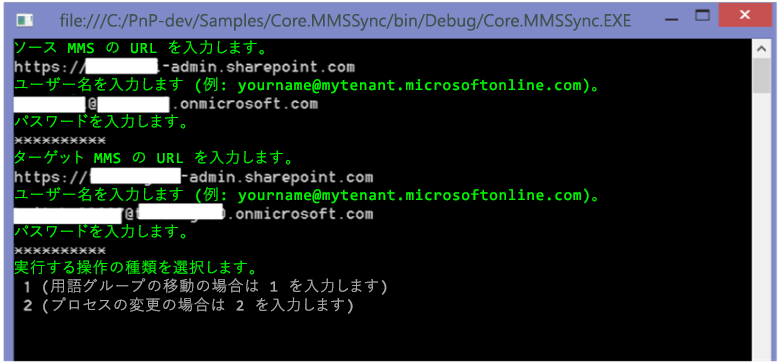 file:///C:/PnP-dev/Samples/Core.MMSSync/bin/Debug/Core.MMSSync.EXE
ソース MMS の URL を入力します。
https://-admin.sharepoint.com
ユーザー名を入力します (例: yourname@mytenant.microsoftonline.com)。
@.onmicrosoft.com
パスワードを入力します。
**********
ターゲット MMS の URL を入力します。
https://-admin.sharepoint.com
ユーザー名を入力します (例: yourname@mytenant.microsoftonline.com)。
@.onmicrosoft.com
パスワードを入力します。
**********
実行する操作の種類を選択します。
1 (用語グループの移動の場合は 1 を入力します)
2 (プロセスの変更の場合は 2 を入力します)